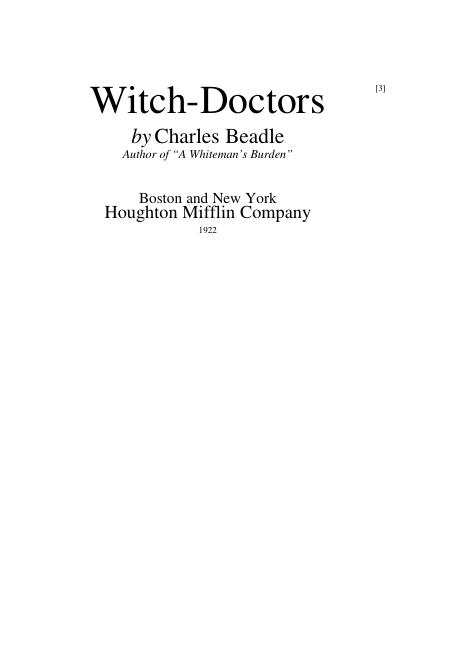 [3]
Witch-Doctors
by Charles Beadle
Author of “A Whiteman’s Burden”
Boston and New York
Houghton Mifflin Company
1922